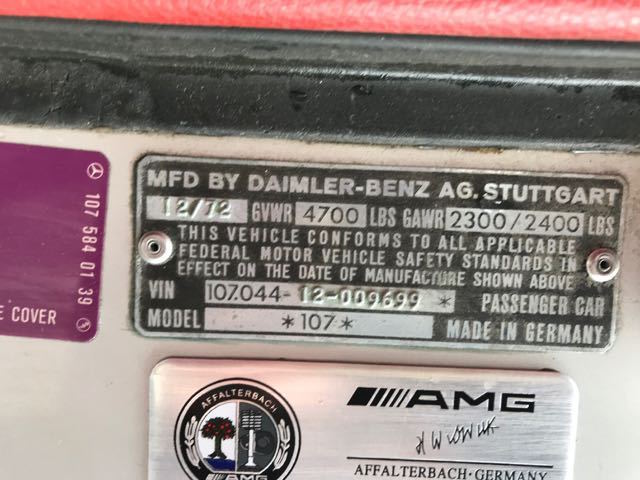 MFD BY DAIMLER-BENZ AG. STUTTGART
12/72 GVWR 4700 LBS GAWR 2300/2400 LBS
THIS VEHICLE CONFORMS TO ALL APPLICABLE
FEDERAL MOTOR VEHICLE SAFETY STANDARDS IN
EFFECT ON THE DATE OF MANUFACTURE SHOWN ABOVE
VIN 107.044-12-009699 * PASSENGER CAR
MODEL *107* MADE IN GERMANY
107 584 01 39
E COVER
AFFALTERBACH
AMG
AMG
AFFALTERBACH · GERMANY